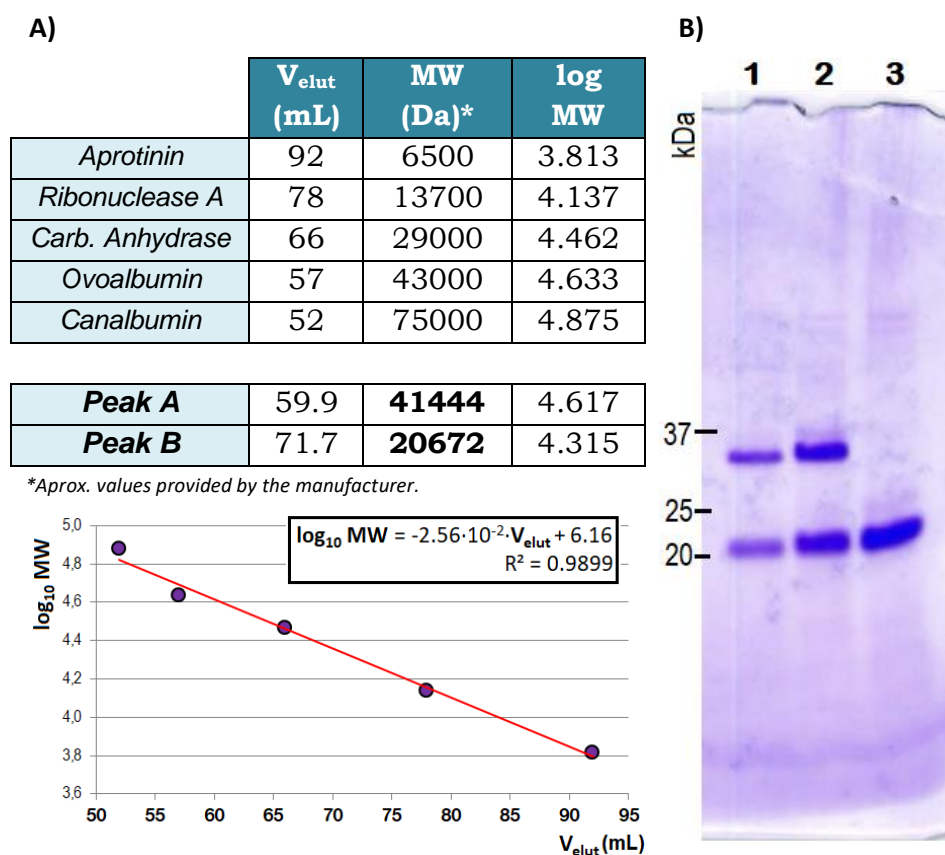 A)
V_elut (mL) MW (Da)* log MW
Aprotinin 92 6500 3.813
Ribonuclease A 78 13700 4.137
Carb. Anhydrase 66 29000 4.462
Ovoalbumin 57 43000 4.633
Canalbumin 52 75000 4.875
Peak A 59.9 41444 4.617
Peak B 71.7 20672 4.315
*Aprox. values provided by the manufacturer.
log₁₀ MW = -2.56·10⁻²·V_elut + 6.16
R² = 0.9899
log₁₀ MW
5,0
4,8
4,6
4,4
4,2
4,0
3,8
3,6
50 55 60 65 70 75 80 85 90 95
V_elut (mL)
B)
1 2 3
kDa
37
25
20